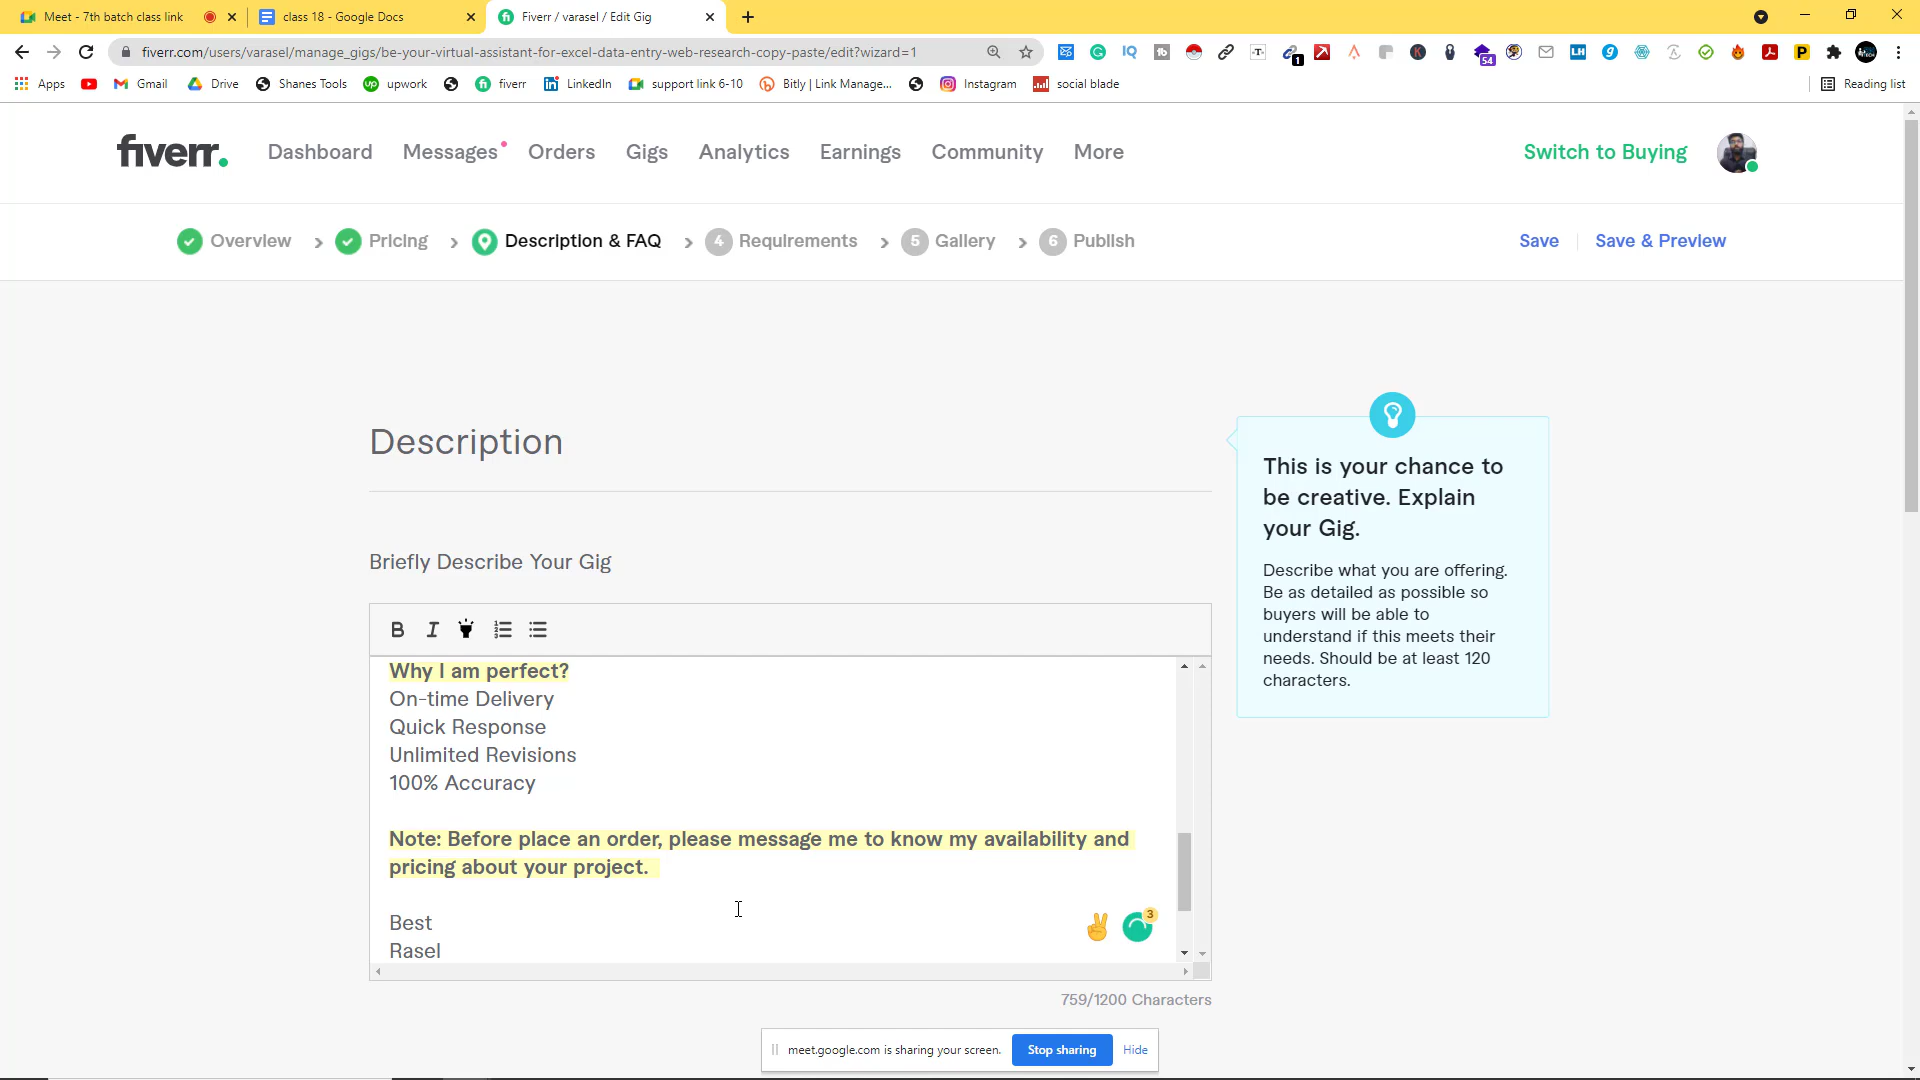 Meet - 7th batch class link
class 18 - Google Docs
Fiverr / varasel / Edit Gig
fiverr.com/users/varasel/manage_gigs/be-your-virtual-assistant-for-excel-data-entry-web-research-copy-paste/edit?wizard=1
Apps
Gmail
Drive
Shanes Tools
upwork
fiverr
LinkedIn
support link 6-10
Bitly | Link Manage...
Instagram
social blade
Reading list
fiverr.
Dashboard
Messages
Orders
Gigs
Analytics
Earnings
Community
More
Switch to Buying
Overview
Pricing
Description & FAQ
4 Requirements
5 Gallery
6 Publish
Save
Save & Preview
Description
This is your chance to
be creative. Explain
your Gig.
Describe what you are offering.
Be as detailed as possible so
buyers will be able to
understand if this meets their
needs. Should be at least 120
characters.
Briefly Describe Your Gig
B I
Why I am perfect?
On-time Delivery
Quick Response
Unlimited Revisions
100% Accuracy
Note: Before place an order, please message me to know my availability and
pricing about your project.
Best
Rasel
3
759/1200 Characters
meet.google.com is sharing your screen.
Stop sharing
Hide